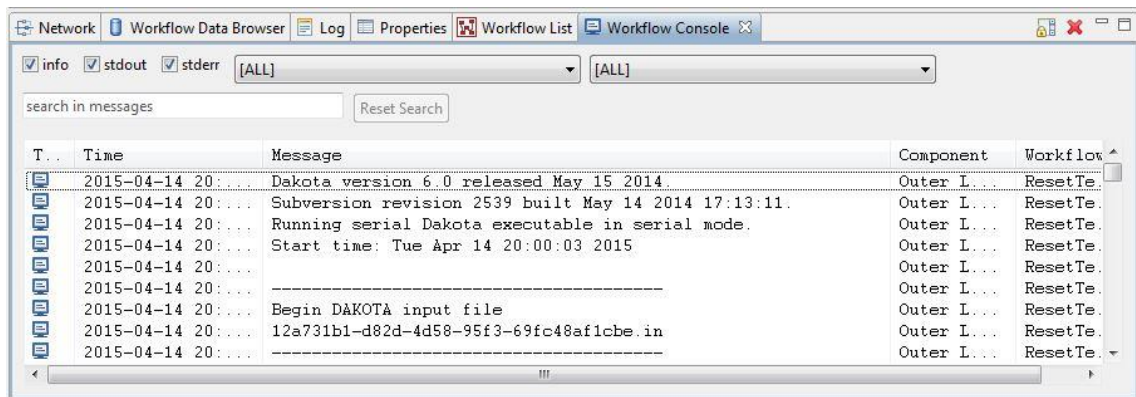 Network Workflow Data Browser Log Properties Workflow List Workflow Console
info stdout stderr [ALL] [ALL]
search in messages Reset Search
T... Time Message Component Workflow
2015-04-14 20:... Dakota version 6.0 released May 15 2014. Outer L... ResetTe.
2015-04-14 20:... Subversion revision 2539 built May 14 2014 17:13:11. Outer L... ResetTe.
2015-04-14 20:... Running serial Dakota executable in serial mode. Outer L... ResetTe.
2015-04-14 20:... Start time: Tue Apr 14 20:00:03 2015 Outer L... ResetTe.
2015-04-14 20:... Outer L... ResetTe.
2015-04-14 20:... ---------------------------------------- Outer L... ResetTe.
2015-04-14 20:... Begin DAKOTA input file Outer L... ResetTe.
2015-04-14 20:... 12a731b1-d82d-4d58-95f3-69fc48af1cbe.in Outer L... ResetTe.
2015-04-14 20:... ---------------------------------------- Outer L... ResetTe.